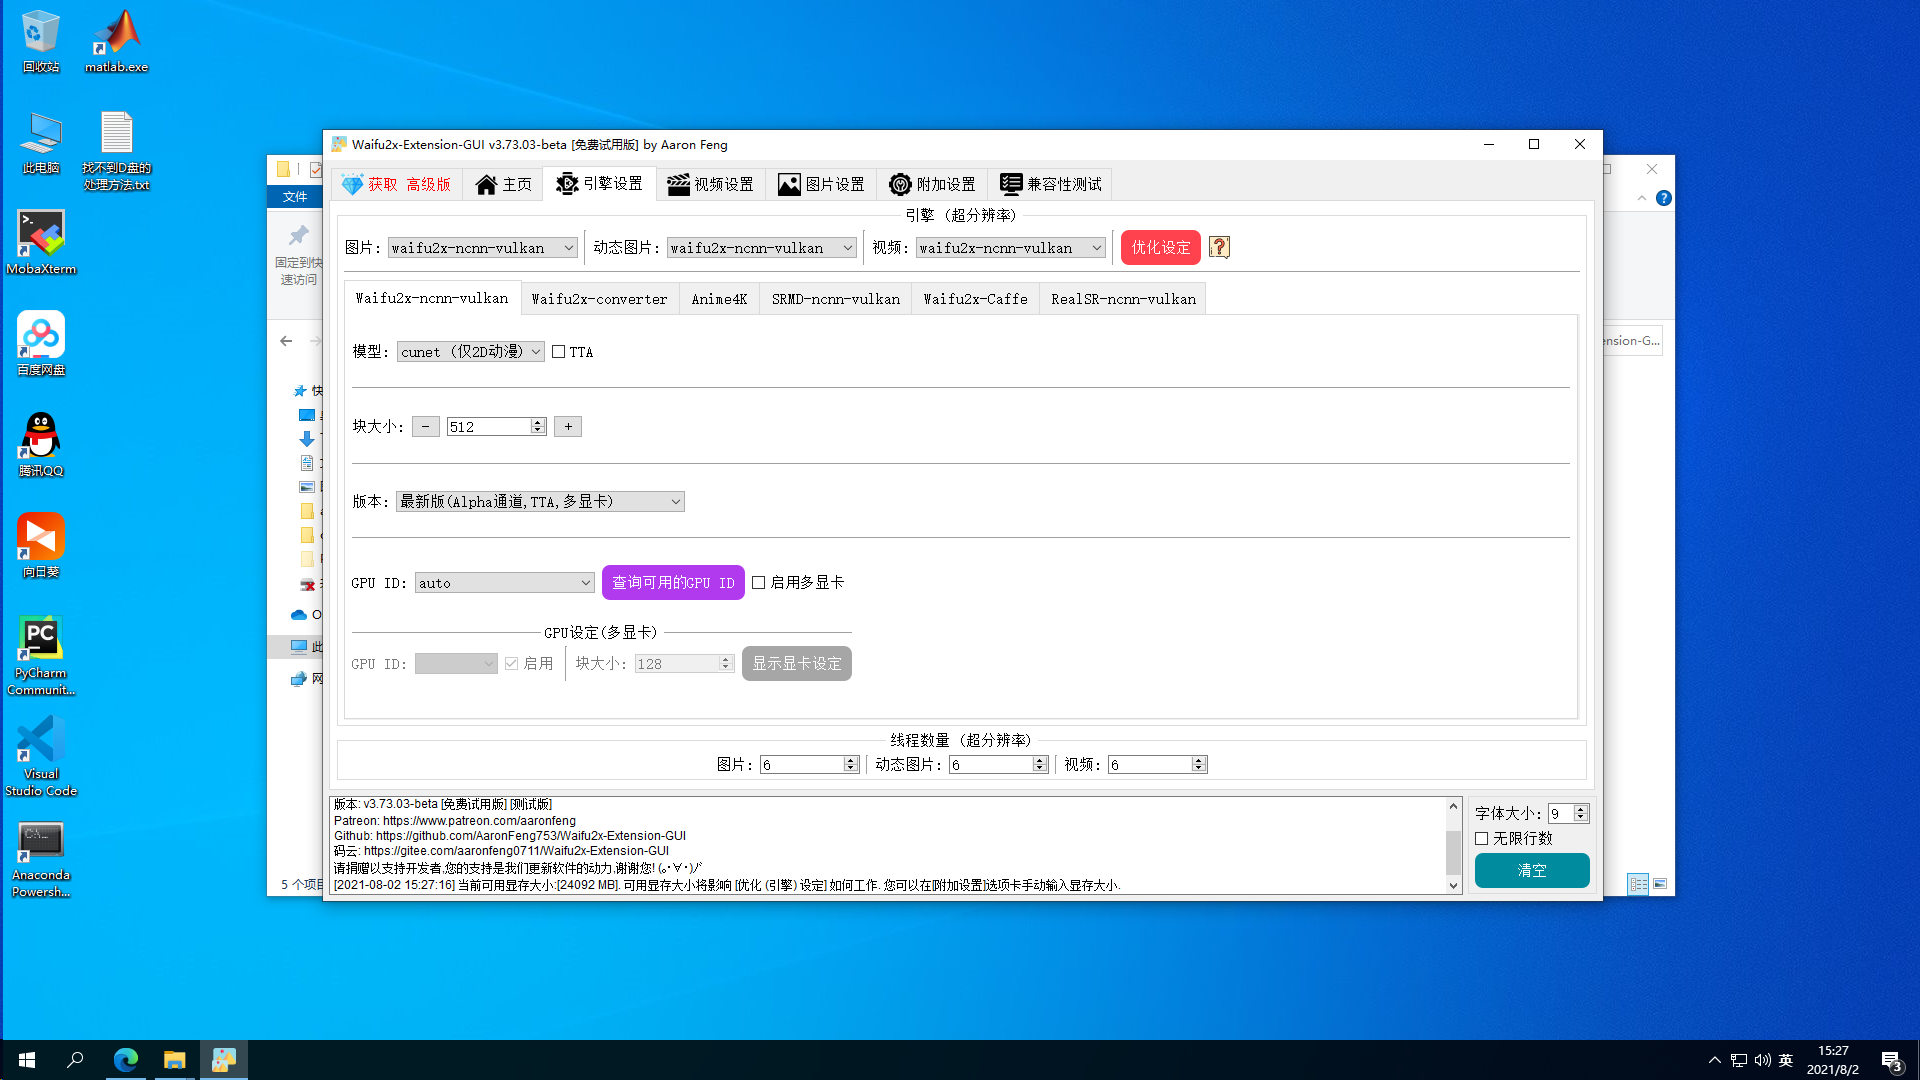 回收站
matlab.exe
此电脑
找不到D盘的
处理方法.txt
MobaXterm
百度网盘
腾讯QQ
向日葵
PyCharm
Communit...
Visual
Studio Code
Anaconda
Powersh...
文件
固定到快
速访问
快
此
网
5 个项目
ension-G...
Waifu2x-Extension-GUI v3.73.03-beta [免费试用版] by Aaron Feng
获取 高级版
主页
引擎设置
视频设置
图片设置
附加设置
兼容性测试
引擎 (超分辨率)
图片: waifu2x-ncnn-vulkan 动态图片: waifu2x-ncnn-vulkan 视频: waifu2x-ncnn-vulkan 优化设定
Waifu2x-ncnn-vulkan Waifu2x-converter Anime4K SRMD-ncnn-vulkan Waifu2x-Caffe RealSR-ncnn-vulkan
模型: cunet (仅2D动漫) TTA
块大小: - 512 +
版本: 最新版(Alpha通道,TTA,多显卡)
GPU ID: auto 查询可用的GPU ID 启用多显卡
GPU设定(多显卡)
GPU ID: 启用 块大小: 128 显示显卡设定
线程数量 (超分辨率)
图片: 6 动态图片: 6 视频: 6
版本: v3.73.03-beta [免费试用版] [测试版]
Patreon: https://www.patreon.com/aaronfeng
Github: https://github.com/AaronFeng753/Waifu2x-Extension-GUI
码云: https://gitee.com/aaronfeng0711/Waifu2x-Extension-GUI
请捐赠以支持开发者,您的支持是我们更新软件的动力,谢谢您! (｡･∀･)ﾉﾞ
[2021-08-02 15:27:16] 当前可用显存大小:[24092 MB]. 可用显存大小将影响 [优化 (引擎) 设定] 如何工作. 您可以在[附加设置]选项卡手动输入显存大小.
字体大小: 9
无限行数
清空
英
15:27
2021/8/2
3